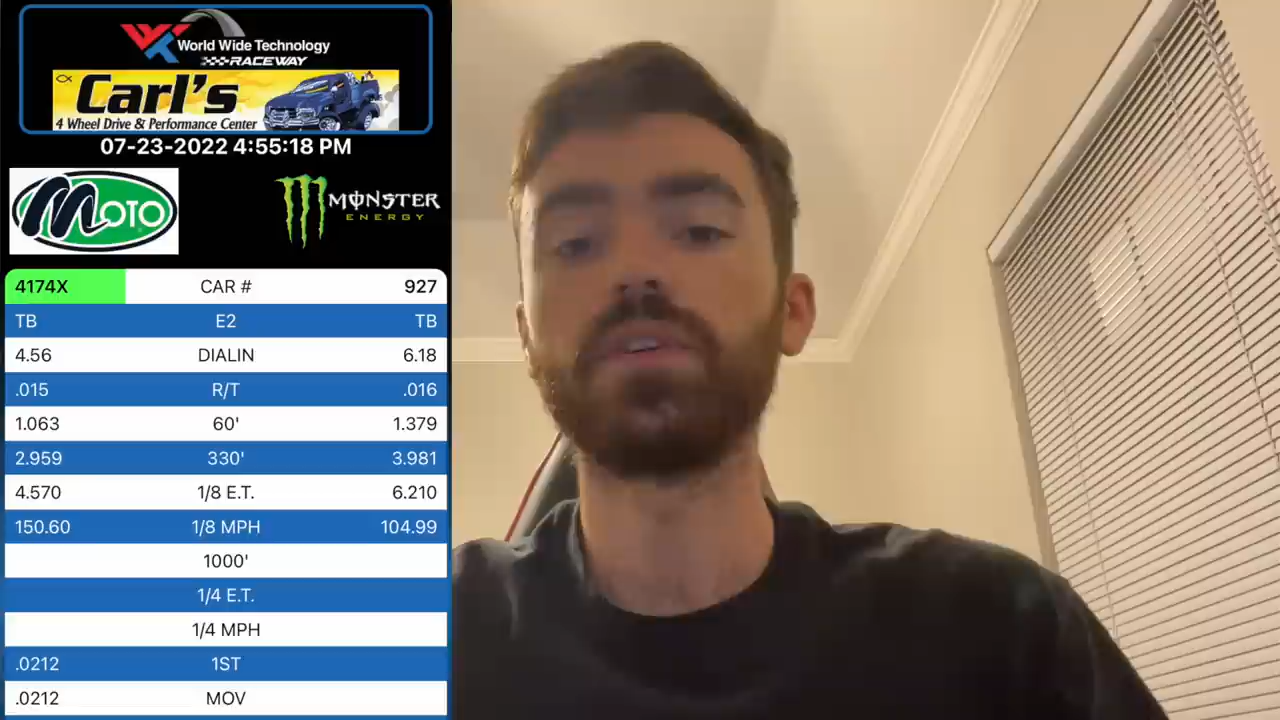 World Wide Technology
RACEWAY
Carl's
4 Wheel Drive & Performance Center
07-23-2022 4:55:18 PM
MOTO
MONSTER
ENERGY
4174X CAR # 927
TB E2 TB
4.56 DIALIN 6.18
.015 R/T .016
1.063 60' 1.379
2.959 330' 3.981
4.570 1/8 E.T. 6.210
150.60 1/8 MPH 104.99
1000'
1/4 E.T.
1/4 MPH
.0212 1ST
.0212 MOV